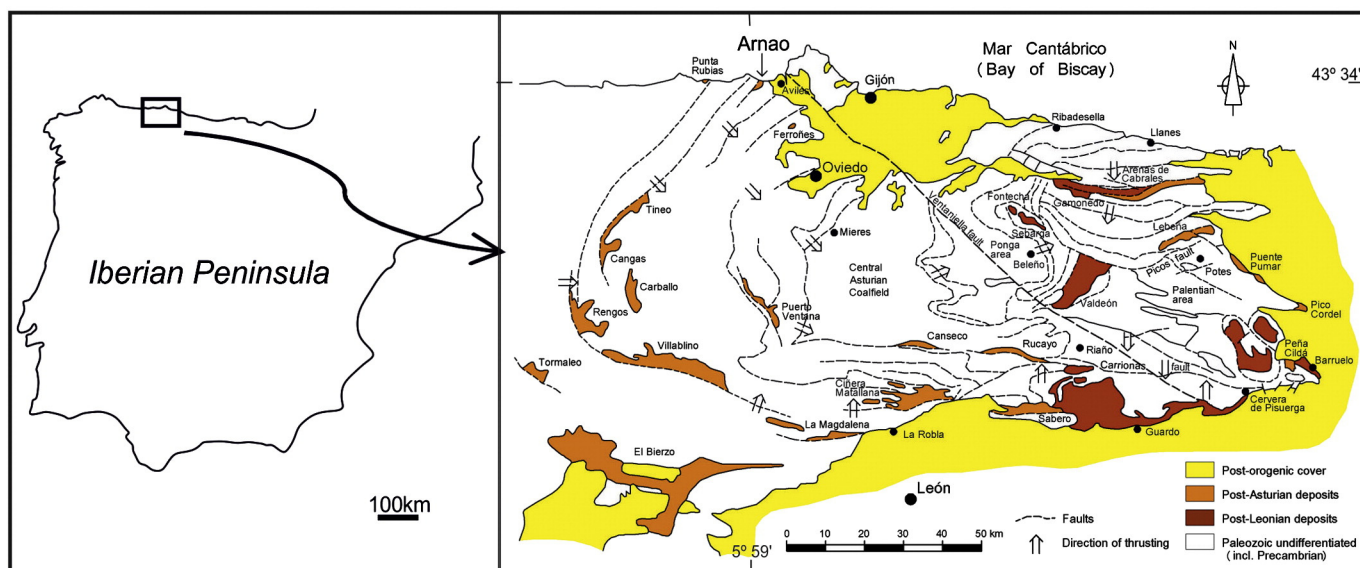 Iberian Peninsula
100km
Arnao
Mar Cantábrico
(Bay of Biscay)
N
43º 34'
Punta
Rubias
Avilés
Gijón
Ribadesella
Llanes
Ferroñes
Oviedo
Arenas de
Cabrales
Tineo
Ventaniella fault
Fontecha
Gamonedo
Mieres
Sebarga
Lebeña
Cangas
Ponga
area
Beleño
Picos fault
Puente
Pumar
Central
Asturian
Coalfield
Potes
Carballo
Palentian
area
Rengos
Puerto
Ventana
Valdeón
Pico
Cordel
Villablino
Canseco
Rucayo
Riaño
Peña
Cildá
Tormaleo
Carrionas
fault
Barruelo
Ciñera
Matallana
Cervera
de Pisuerga
La Magdalena
La Robla
Sabero
Guardo
El Bierzo
León
Post-orogenic cover
Post-Asturian deposits
Post-Leonian deposits
Paleozoic undifferentiated
(incl. Precambrian)
Faults
Direction of thrusting
5º 59'
0 10 20 30 40 50 km